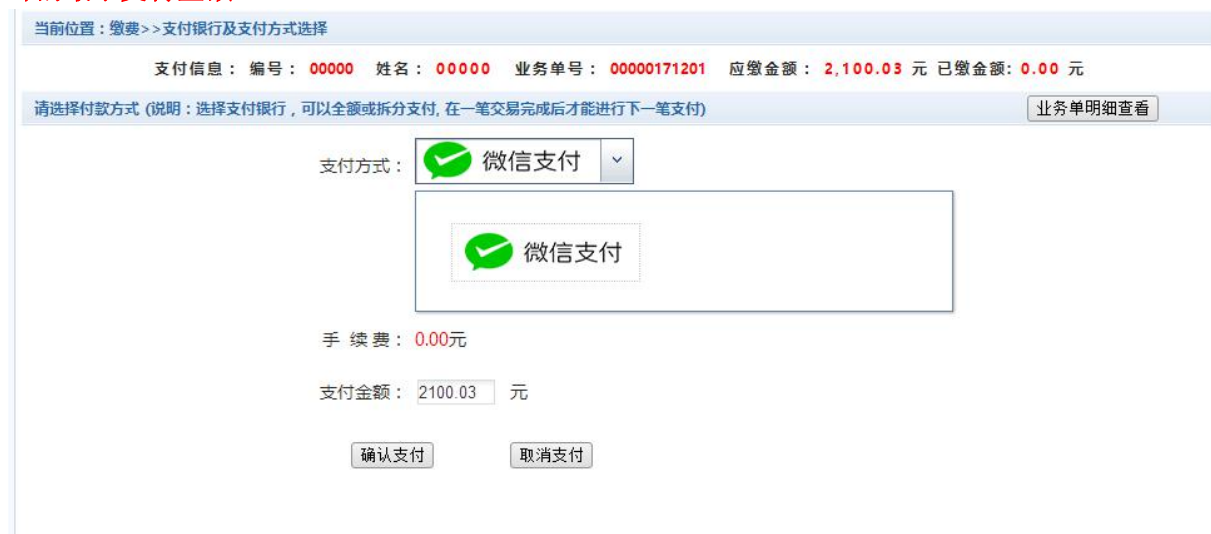 当前位置：缴费>>支付银行及支付方式选择
支付信息： 编号： 00000 姓名： 00000 业务单号： 00000171201 应缴金额： 2,100.03 元 已缴金额: 0.00 元
请选择付款方式 (说明：选择支付银行，可以全额或拆分支付, 在一笔交易完成后才能进行下一笔支付) 业务单明细查看
支付方式： 微信支付
微信支付
手 续 费： 0.00元
支付金额： 2100.03 元
确认支付 取消支付